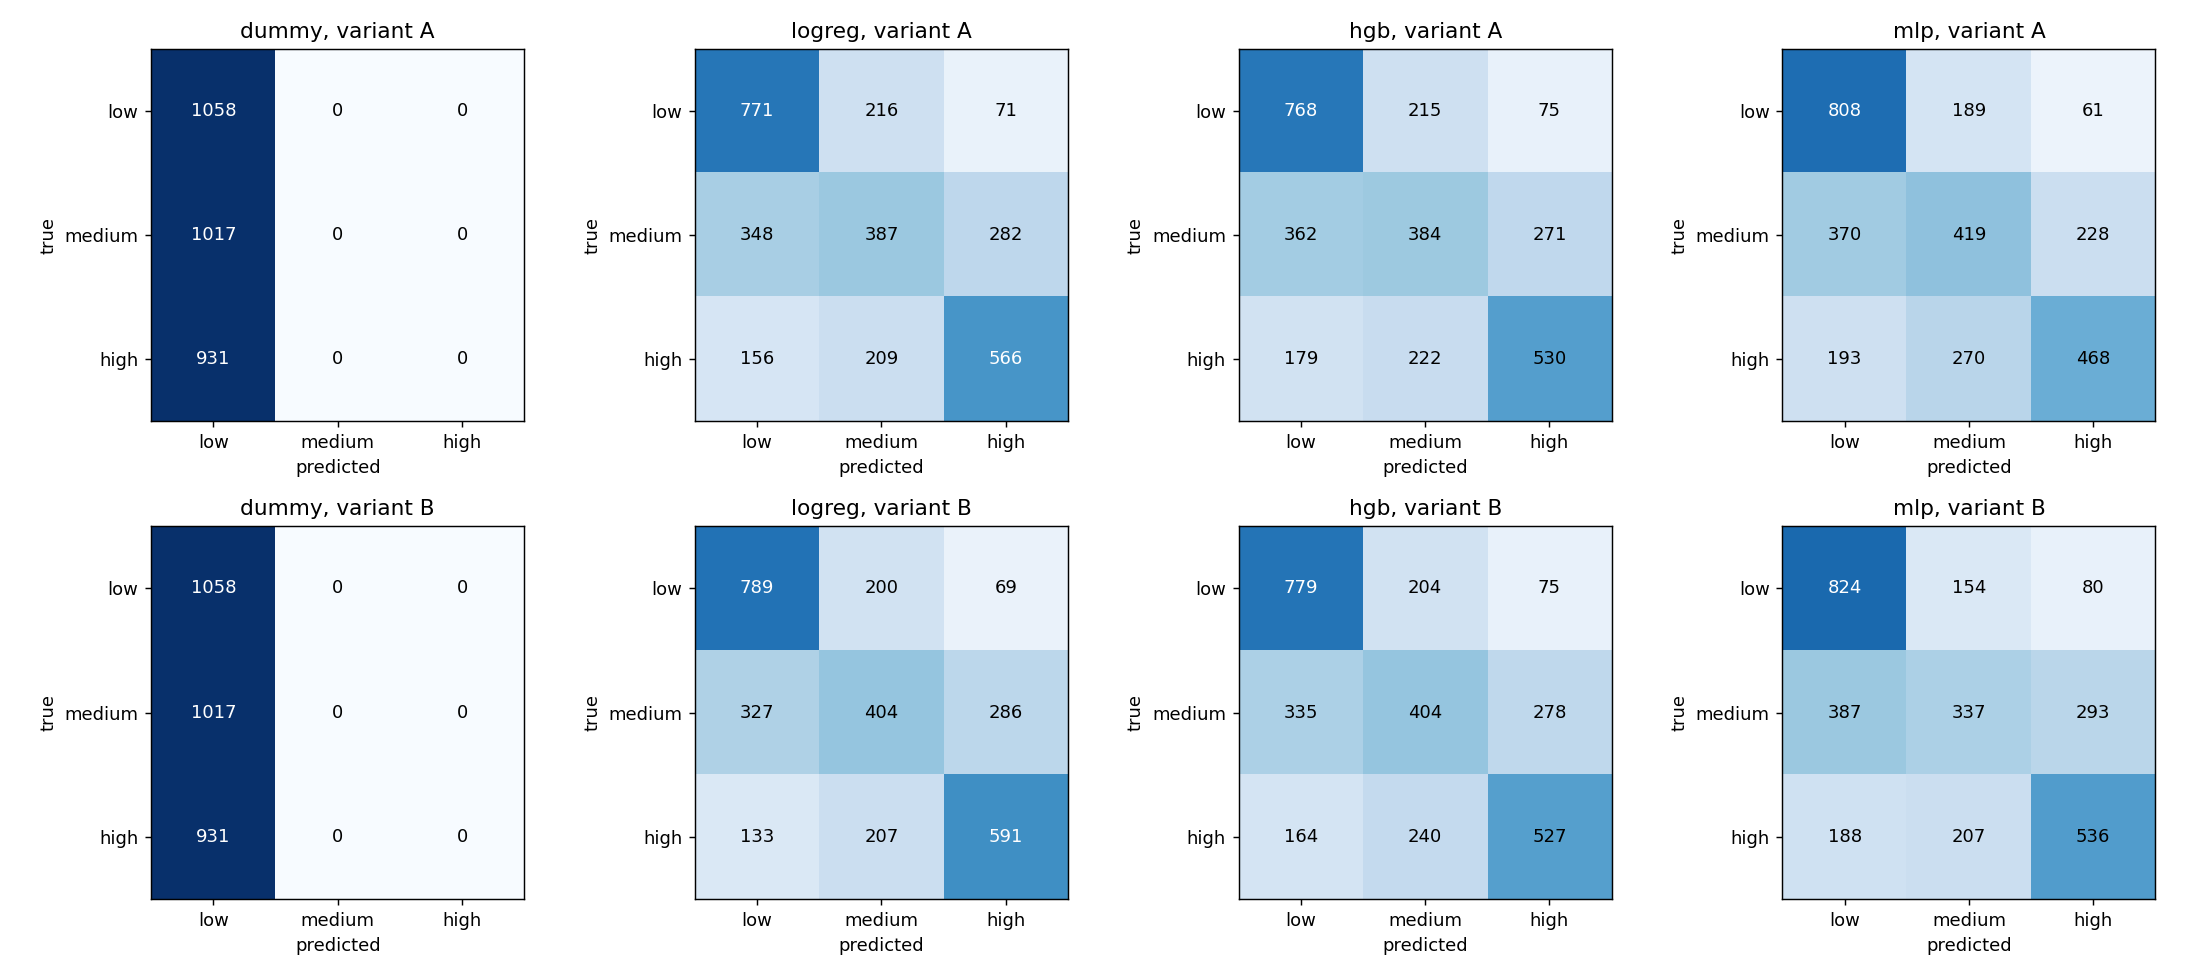 dummy, variant A
low 1058 0 0
medium 1017 0 0
high 931 0 0
true
low medium high
predicted
logreg, variant A
low 771 216 71
medium 348 387 282
high 156 209 566
true
low medium high
predicted
hgb, variant A
low 768 215 75
medium 362 384 271
high 179 222 530
true
low medium high
predicted
mlp, variant A
low 808 189 61
medium 370 419 228
high 193 270 468
true
low medium high
predicted
dummy, variant B
low 1058 0 0
medium 1017 0 0
high 931 0 0
true
low medium high
predicted
logreg, variant B
low 789 200 69
medium 327 404 286
high 133 207 591
true
low medium high
predicted
hgb, variant B
low 779 204 75
medium 335 404 278
high 164 240 527
true
low medium high
predicted
mlp, variant B
low 824 154 80
medium 387 337 293
high 188 207 536
true
low medium high
predicted